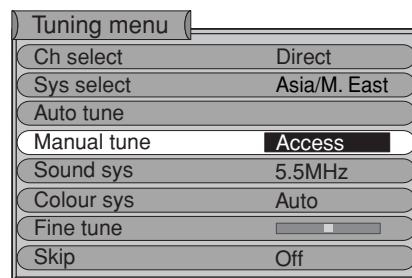 Tuning menu
Ch select Direct
Sys select Asia/M. East
Auto tune
Manual tune Access
Sound sys 5.5MHz
Colour sys Auto
Fine tune
Skip Off